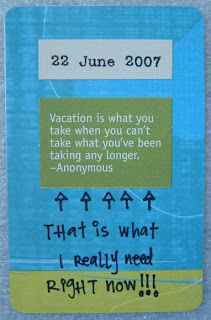 22 June 2007
Vacation is what you
take when you can't
take what you've been
taking any longer.
–Anonymous
THat is what
I really need
RIGHT now!!!